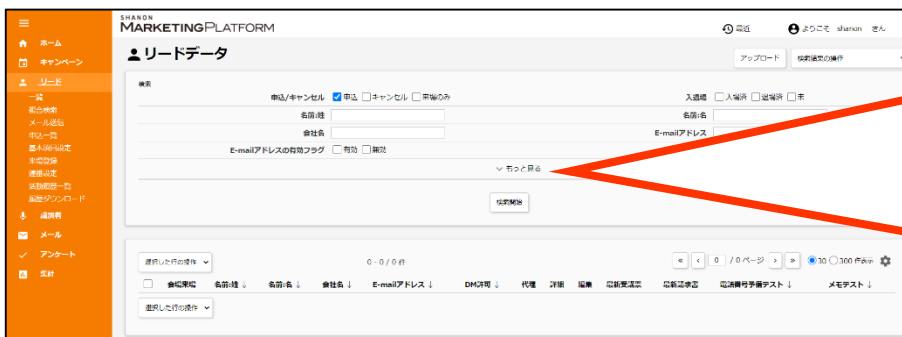 SHANON
MARKETINGPLATFORM
最近 ようこそ shanon さん
ホーム
キャンペーン
リード
一覧
複合検索
メール送信
申込一覧
基本項目設定
来場登録
連番設定
活動履歴一覧
履歴ダウンロード
講演者
メール
アンケート
集計
リードデータ
アップロード 検索結果の操作
検索
申込/キャンセル 申込 キャンセル 来場のみ 入退場 入場済 退場済 未
名前:姓 名前:名
会社名 E-mailアドレス
E-mailアドレスの有効フラグ 有効 無効
もっと見る
検索開始
選択した行の操作 0 - 0 / 0 件 « ‹ 0 / 0 ページ › » 30 300 件表示
会場来場 名前:姓 ↓ 名前:名 ↓ 会社名 ↓ E-mailアドレス ↓ DM許可 ↓ 代理 詳細 編集 最新受講票 最新請求書 電話番号予備テスト ↓ メモテスト ↓
選択した行の操作